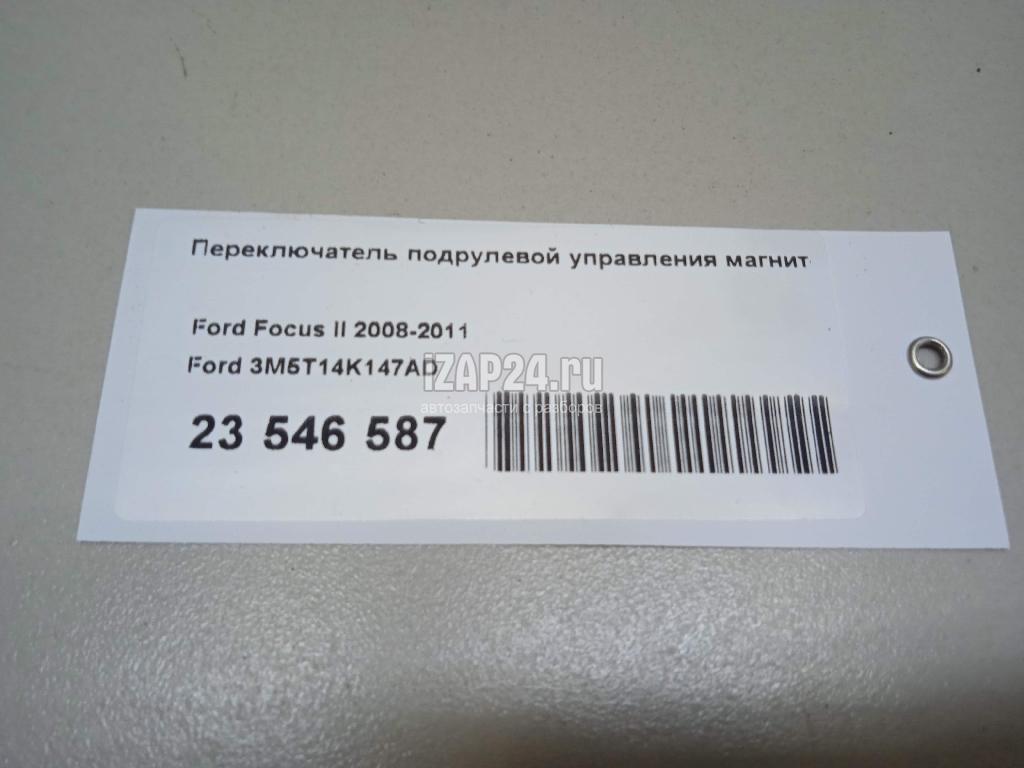 Переключатель подрулевой управления магнит
Ford Focus II 2008-2011
Ford 3M5T14K147AD
iZAP24.ru
автозапчасти с разборов
23 546 587